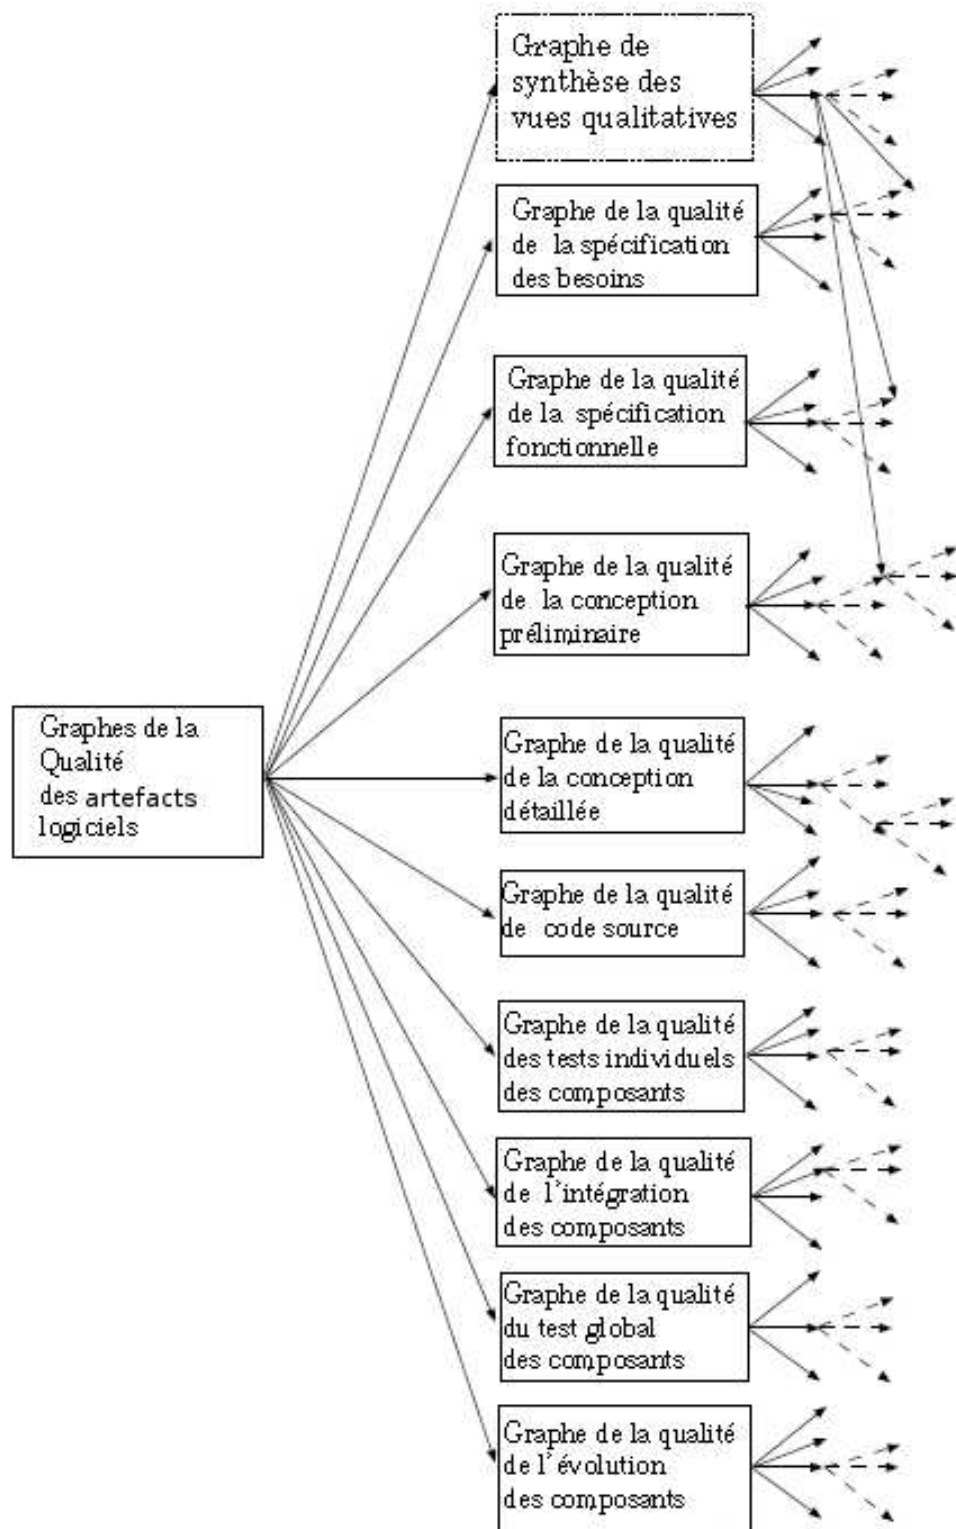 Graphe de
synthèse des
vues qualitatives
Graphe de la qualité
de la spécification
des besoins
Graphe de la qualité
de la spécification
fonctionnelle
Graphe de la qualité
de la conception
préliminaire
Graphes de la
Qualité
des artefacts
logiciels
Graphe de la qualité
de la conception
détaillée
Graphe de la qualité
de code source
Graphe de la qualité
des tests individuels
des composants
Graphe de la qualité
de l'intégration
des composants
Graphe de la qualité
du test global
des composants
Graphe de la qualité
de l'évolution
des composants